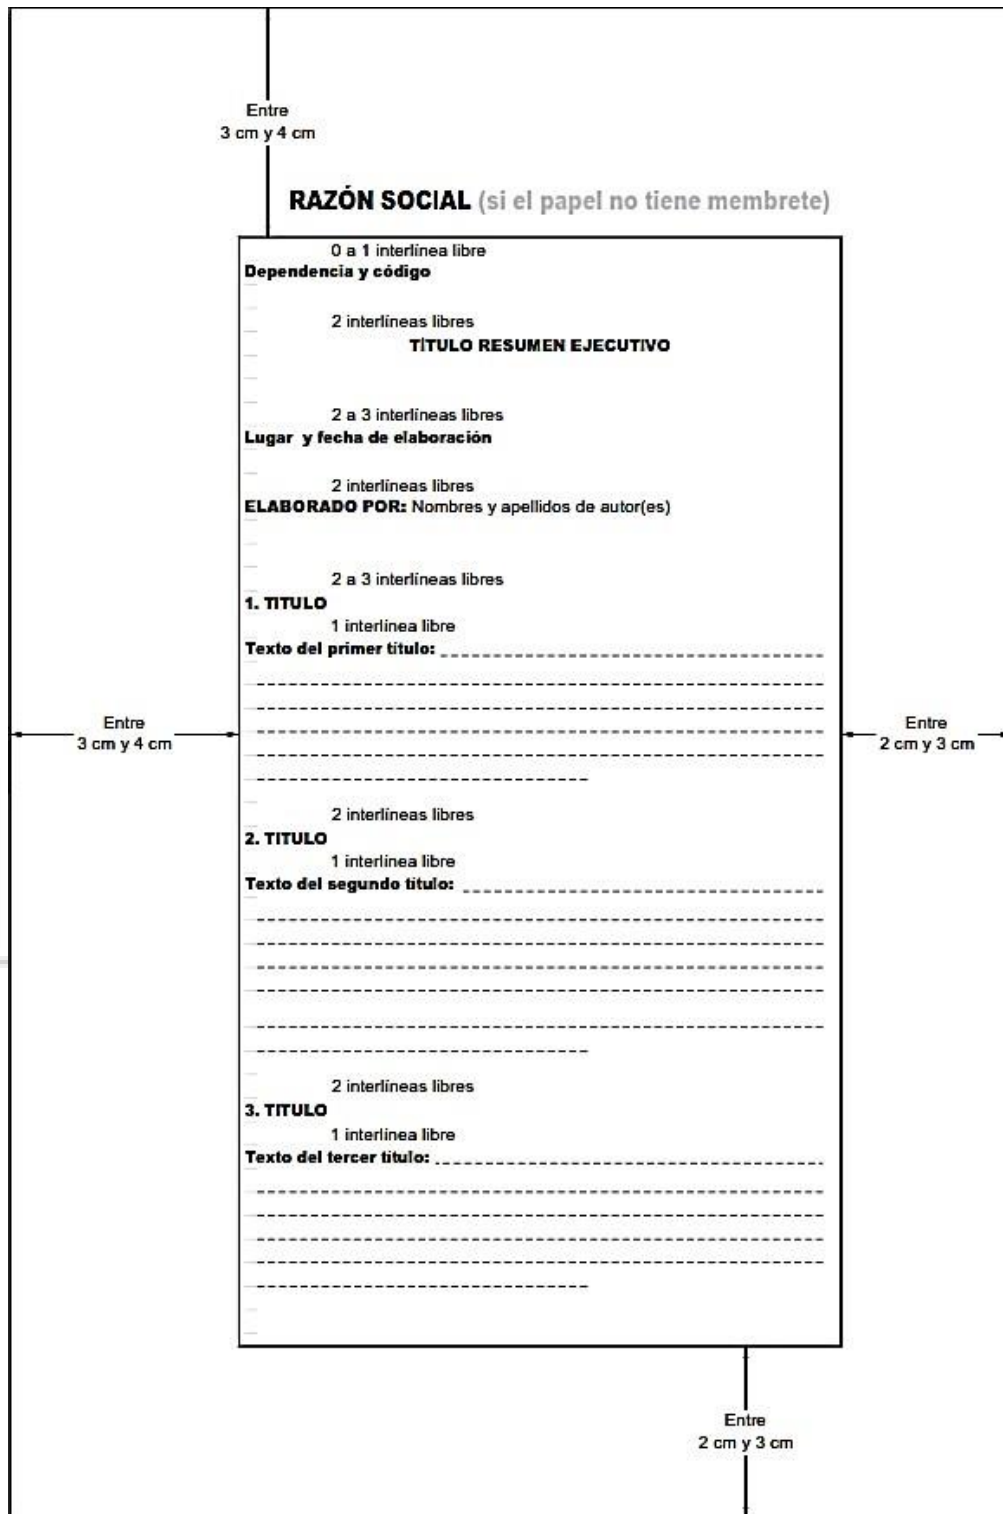 Entre
3 cm y 4 cm
RAZÓN SOCIAL (si el papel no tiene membrete)
0 a 1 interlínea libre
Dependencia y código
2 interlíneas libres
TÍTULO RESUMEN EJECUTIVO
2 a 3 interlíneas libres
Lugar y fecha de elaboración
2 interlíneas libres
ELABORADO POR: Nombres y apellidos de autor(es)
2 a 3 interlíneas libres
1. TITULO
1 interlínea libre
Texto del primer título:
Entre
3 cm y 4 cm
Entre
2 cm y 3 cm
2 interlíneas libres
2. TITULO
1 interlínea libre
Texto del segundo título:
2 interlíneas libres
3. TITULO
1 interlínea libre
Texto del tercer título:
Entre
2 cm y 3 cm